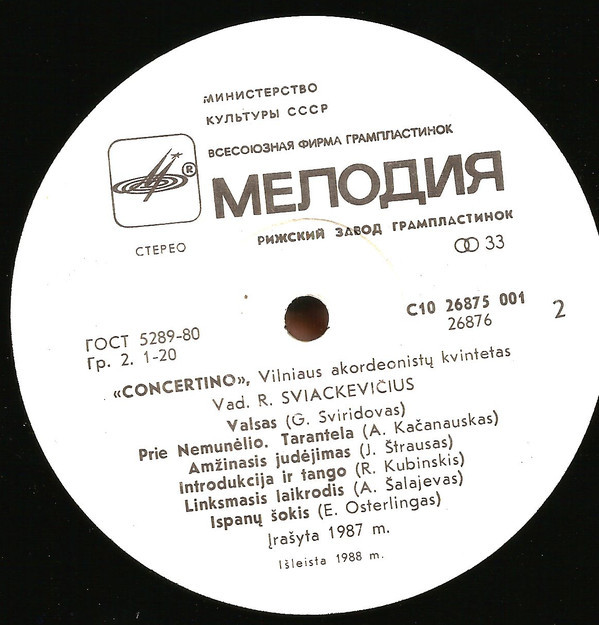 МИНИСТЕРСТВО
КУЛЬТУРЫ СССР
ВСЕСОЮЗНАЯ ФИРМА ГРАМПЛАСТИНОК
®
МЕЛОДИЯ
СТЕРЕО
РИЖСКИЙ ЗАВОД ГРАМПЛАСТИНОК
33
ГОСТ 5289-80
Гр. 2. 1-20
С10 26875 001
26876
2
«CONCERTINO», Vilniaus akordeonistų kvintetas
Vad. R. SVIACKEVIČIUS
Valsas (G. Sviridovas)
Prie Nemunėlio. Tarantela (A. Kačanauskas)
Amžinasis judėjimas (J. Štrausas)
Introdukcija ir tango (R. Kubinskis)
Linksmasis laikrodis (A. Šalajevas)
Ispanų šokis (E. Osterlingas)
Įrašyta 1987 m.
Išleista 1988 m.